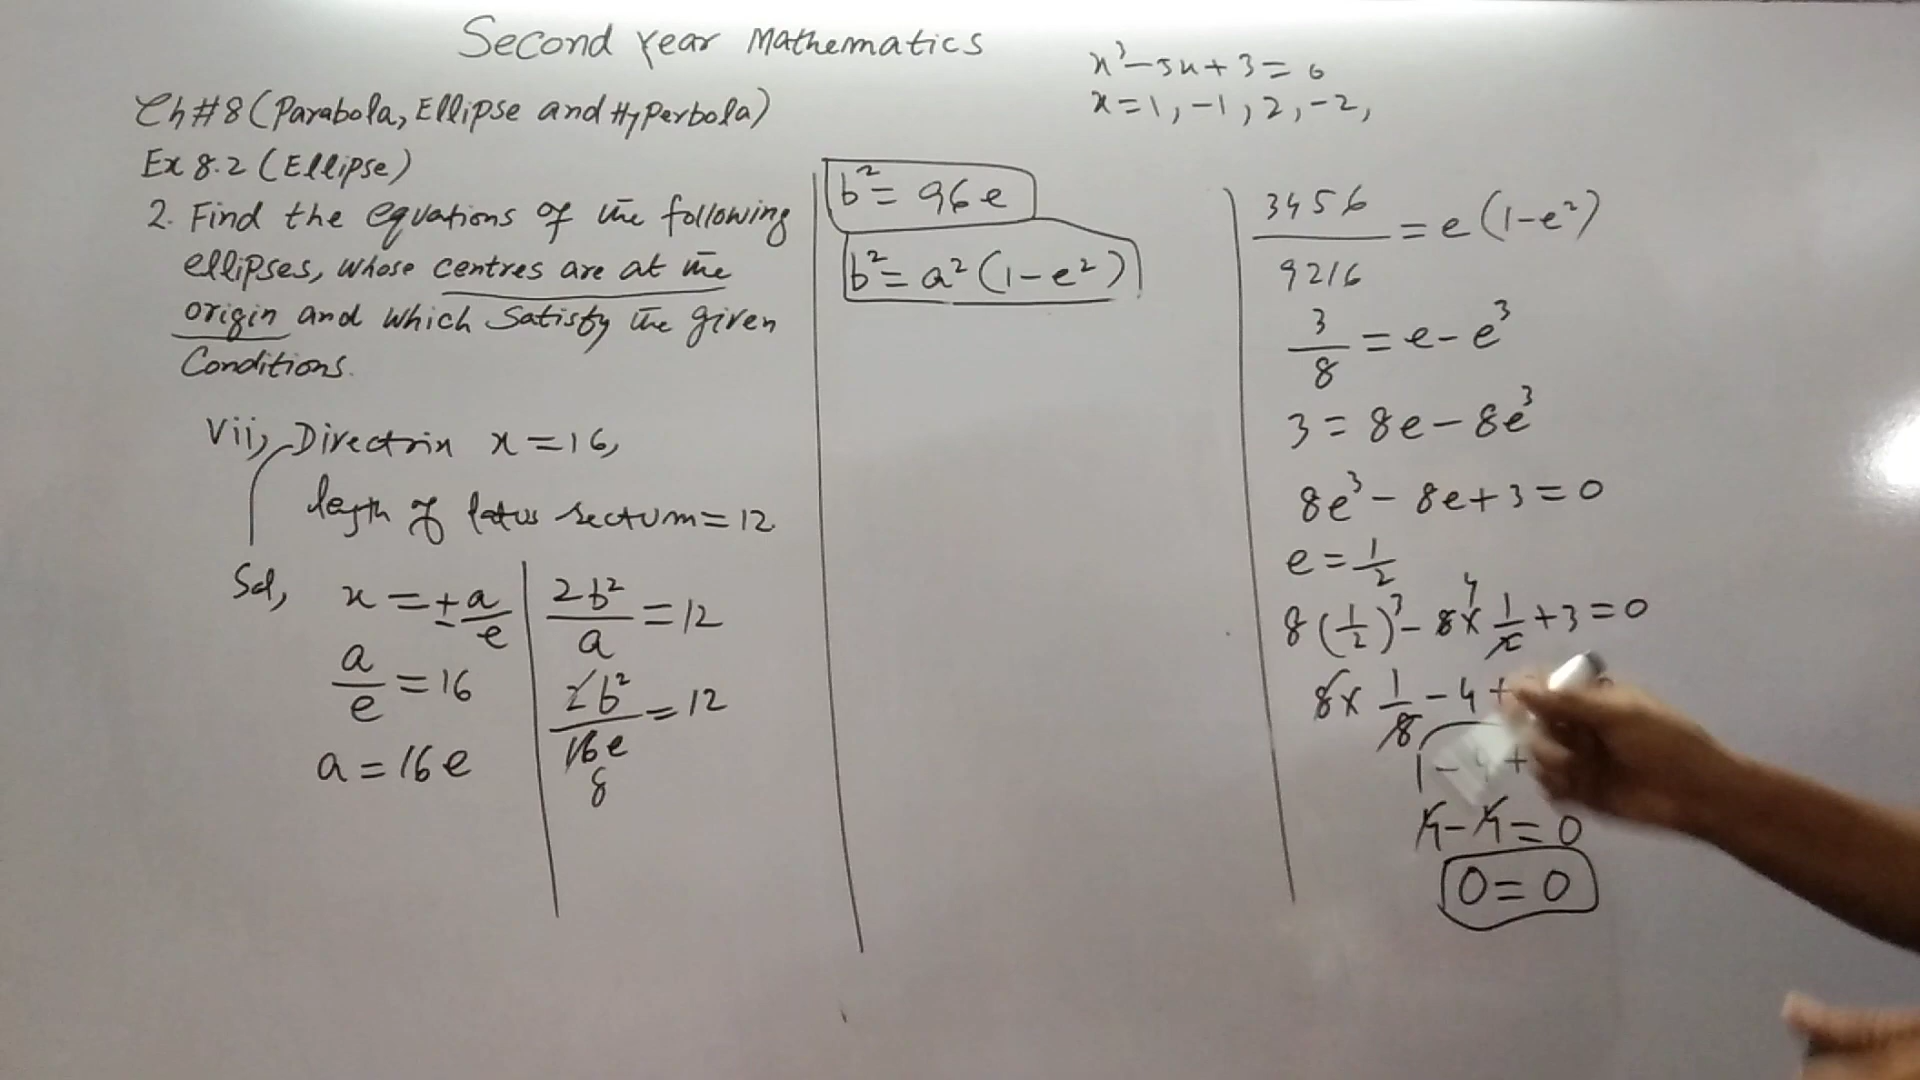 Second Year Mathematics
x³-5x+3=0
x=1,-1,2,-2,
Ch#8(Parabola, Ellipse and Hyperbola)
Ex 8.2 (Ellipse)
2. Find the equations of the following
ellipses, whose centres are at the
origin and which satisfy the given
Conditions.
vii, Directrix x=16,
length of latus rectum=12
Sol,
x=±a/e
a/e=16
a=16e
2b²/a=12
2b²/16e=12
8
b²=96e
b²=a²(1-e²)
3456/9216=e(1-e²)
3/8=e-e³
3=8e-8e³
8e³-8e+3=0
e=1/2
4
8(1/2)³-8×1/2+3=0
8×1/8-4+
1-4+
4-4=0
0=0